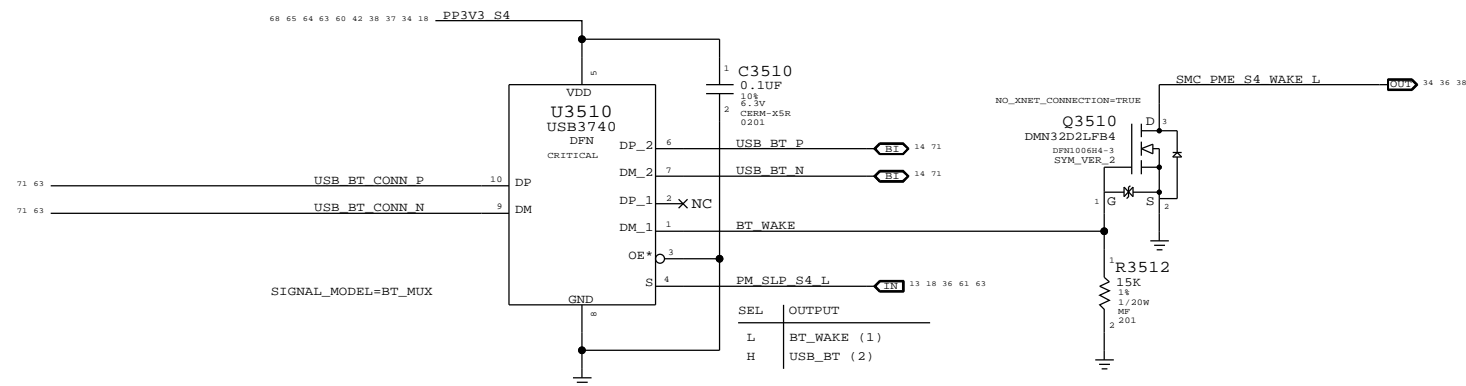 68 65 64 63 60 42 38 37 34 18 PP3V3_S4
5
VDD
U3510
USB3740
DFN
CRITICAL
1
C3510
0.1UF
10%
6.3V
CERM-X5R
0201
2
SMC_PME_S4_WAKE_L OUT 34 36 38
NO_XNET_CONNECTION=TRUE
Q3510
DMN32D2LFB4
DFN1006H4-3
SYM_VER_2
D 3
1 G S 2
DP_2 6 USB_BT_P BI 14 71
DM_2 7 USB_BT_N BI 14 71
71 63 USB_BT_CONN_P 10 DP
71 63 USB_BT_CONN_N 9 DM
DP_1 2 NC
DM_1 1 BT_WAKE
OE* 3
S 4 PM_SLP_S4_L IN 13 18 36 61 63
GND
8
SIGNAL_MODEL=BT_MUX
SEL OUTPUT
L BT_WAKE (1)
H USB_BT (2)
1
R3512
15K
1%
1/20W
MF
201
2